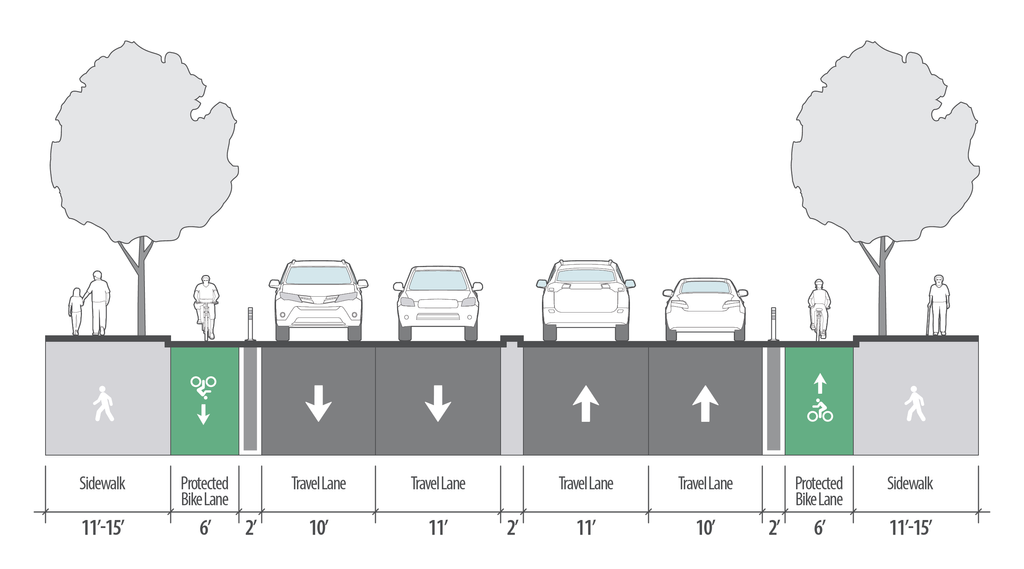 Sidewalk
Protected
Bike Lane
Travel Lane
Travel Lane
Travel Lane
Travel Lane
Protected
Bike Lane
Sidewalk
11'-15'
6'
2'
10'
11'
2'
11'
10'
2'
6'
11'-15'